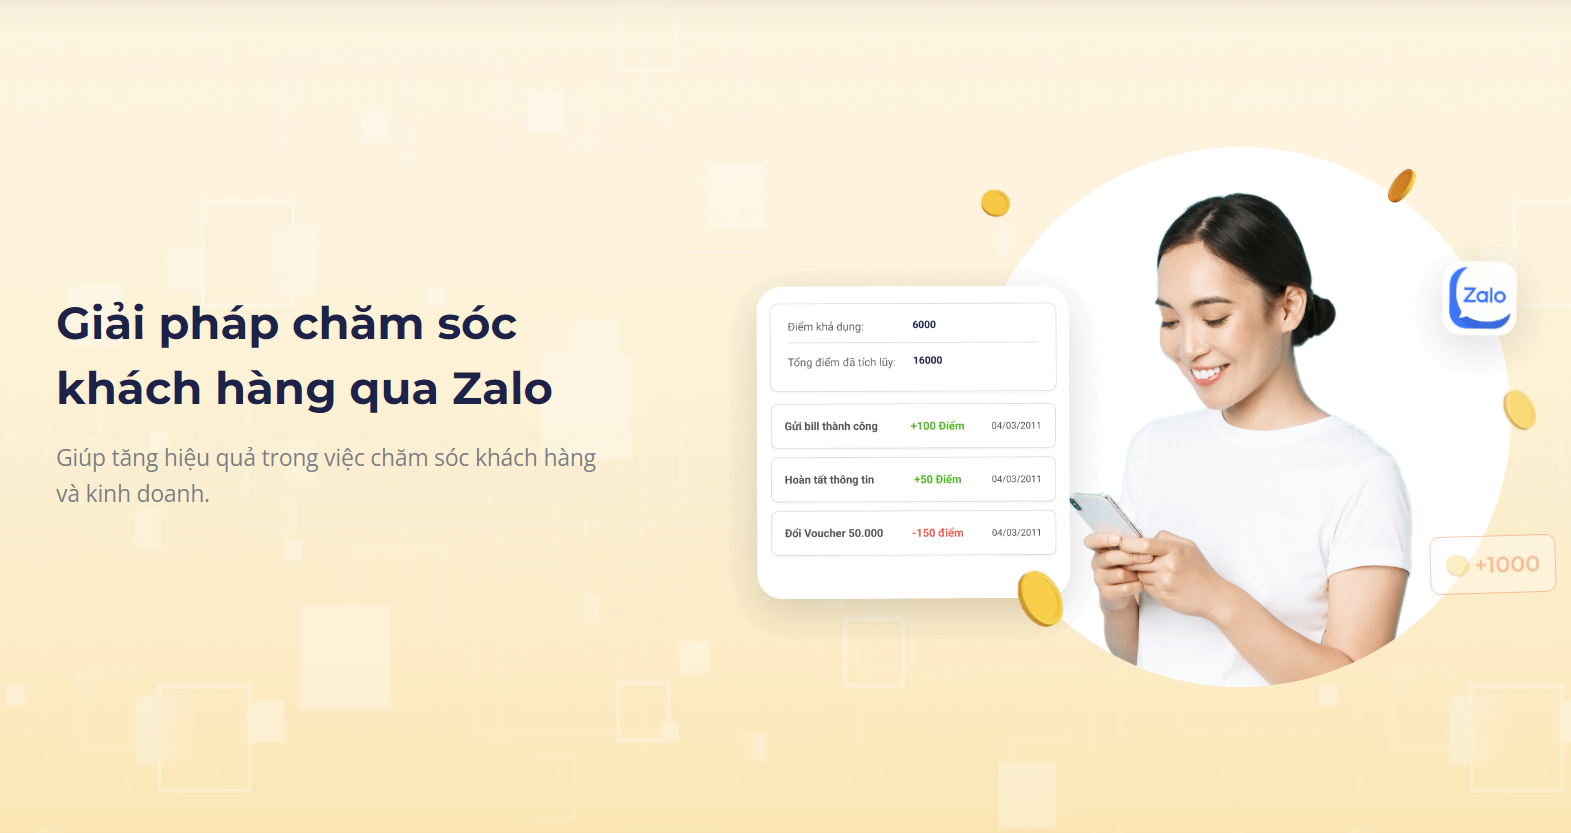 Giải pháp chăm sóc
khách hàng qua Zalo
Giúp tăng hiệu quả trong việc chăm sóc khách hàng
và kinh doanh.
Điểm khả dụng: 6000
Tổng điểm đã tích lũy: 16000
Gửi bill thành công +100 Điểm 04/03/2011
Hoàn tất thông tin +50 Điểm 04/03/2011
Đổi Voucher 50.000 -150 điểm 04/03/2011
Zalo
+1000